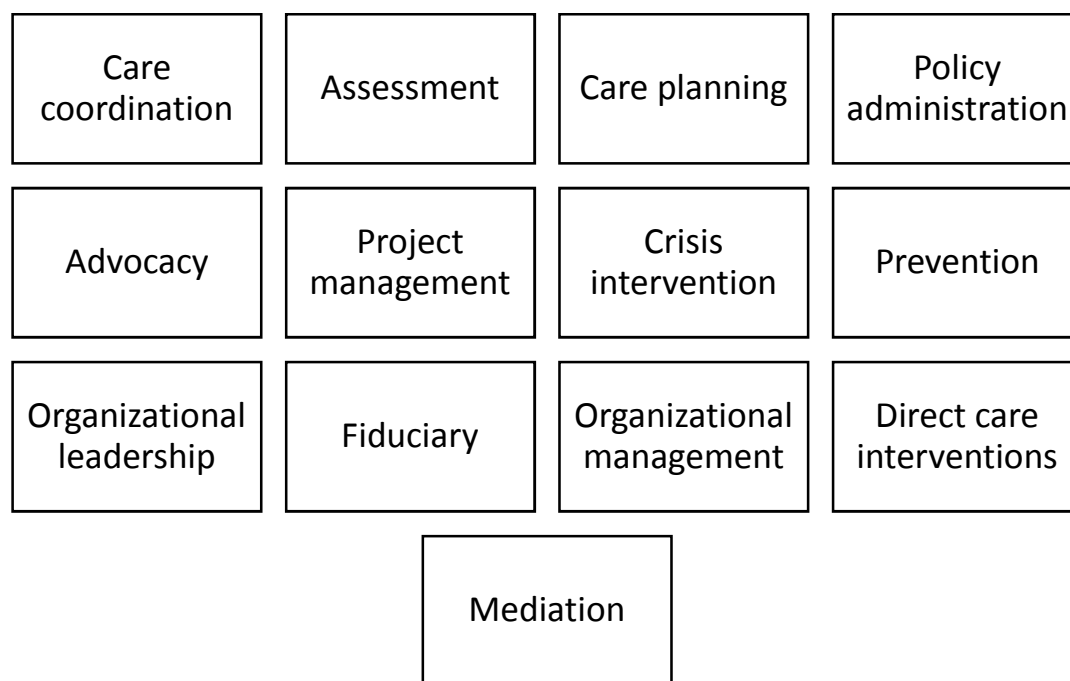 Care
coordination
Assessment
Care planning
Policy
administration
Advocacy
Project
management
Crisis
intervention
Prevention
Organizational
leadership
Fiduciary
Organizational
management
Direct care
interventions
Mediation